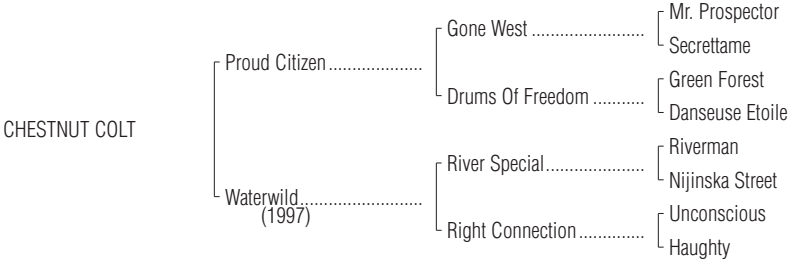 Mr. Prospector
Gone West ........................
Secrettame
Proud Citizen ....................
Green Forest
Drums Of Freedom ...........
Danseuse Etoile
CHESTNUT COLT
Riverman
River Special.....................
Nijinska Street
Waterwild..........................
(1997)
Unconscious
Right Connection ..............
Haughty